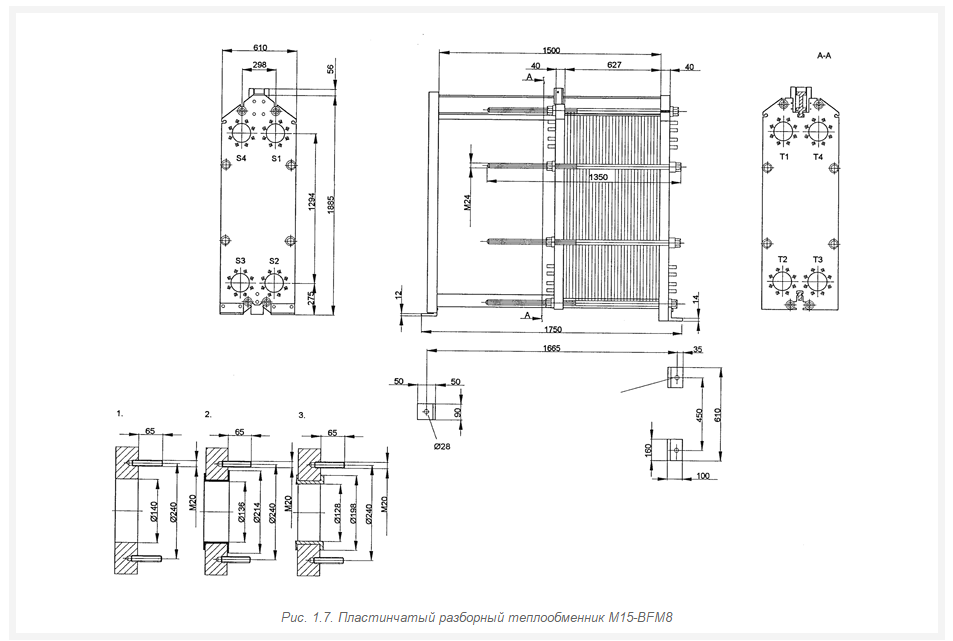 610
298
56
1294
1885
275
S4 S1
S3 S2
1500
40 627 40
A
1350
M24
12
14
A
1750
A-A
T1 T4
T2 T3
1665 35
50 50
90
Ø28
450
610
160
100
1.
65
M20
Ø140
Ø240
2.
65
M20
Ø136
Ø214
Ø240
3.
65
M20
Ø128
Ø198
Ø240
Рис. 1.7. Пластинчатый разборный теплообменник М15-BFM8